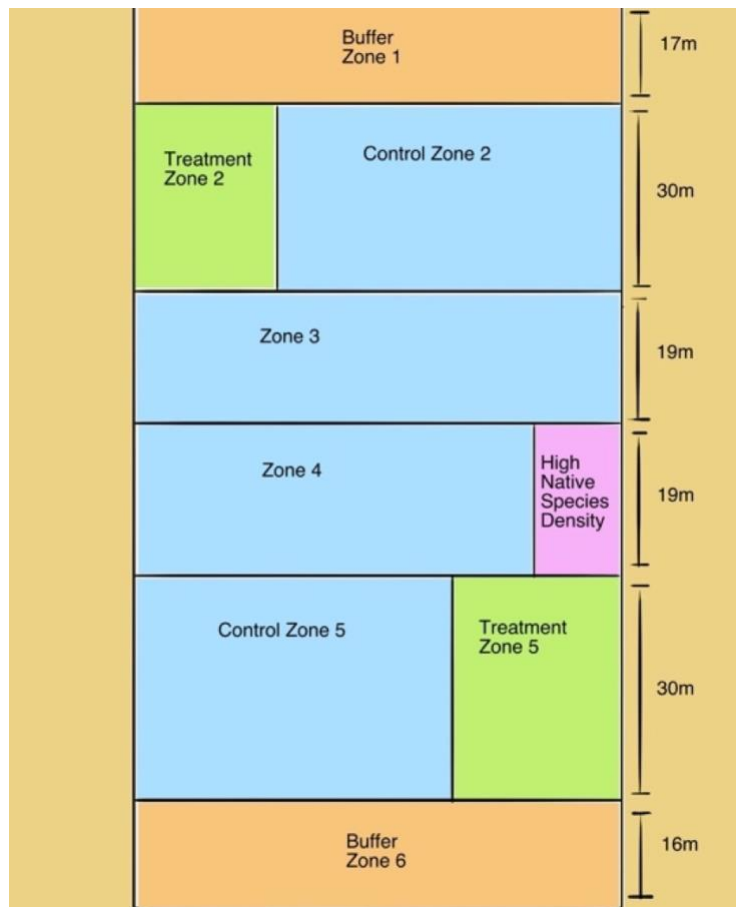 Buffer
Zone 1
17m
Treatment
Zone 2
Control Zone 2
30m
Zone 3
19m
Zone 4
High
Native
Species
Density
19m
Control Zone 5
Treatment
Zone 5
30m
Buffer
Zone 6
16m